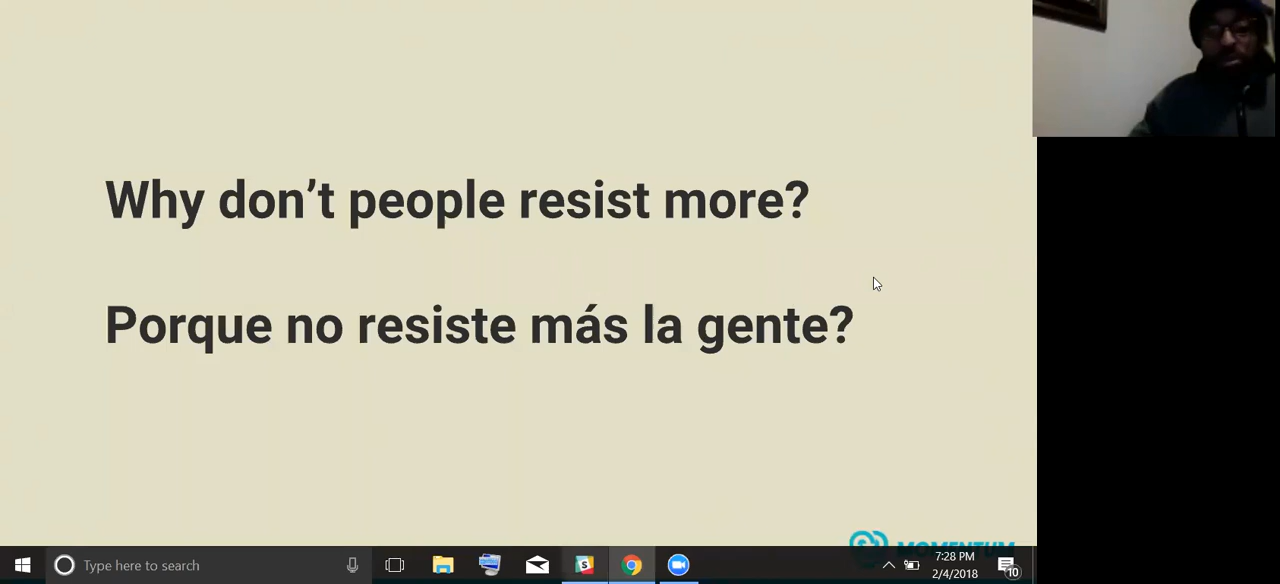 Why don't people resist more?
Porque no resiste más la gente?
MOMENTUM
Type here to search
7:28 PM
2/4/2018
10